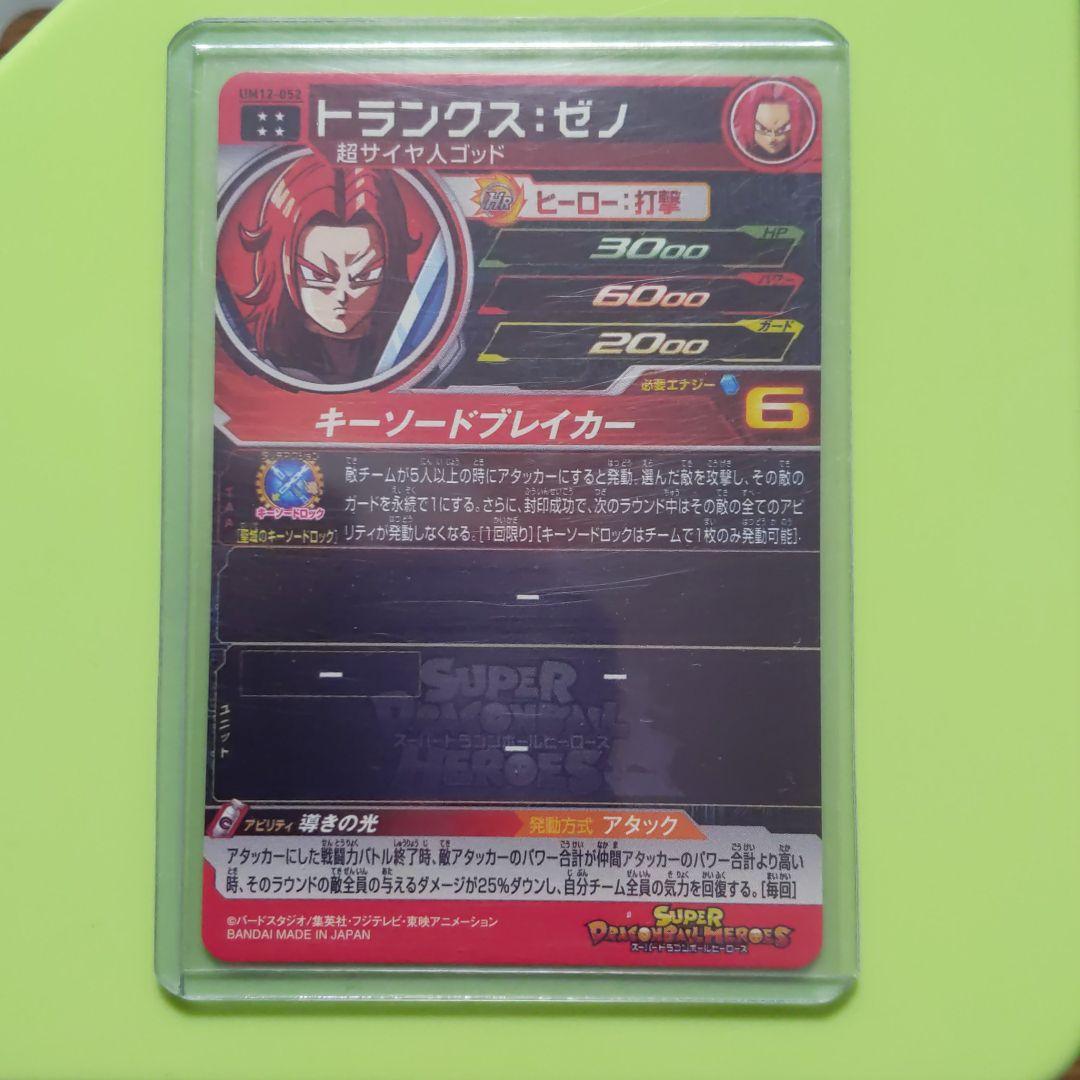 UM12-052
トランクス:ゼノ
超サイヤ人ゴッド
HR
ヒーロー:打撃
HP
3000
パワー
6000
ガード
2000
必要エナジー
6
キーソードブレイカー
キーソードロック
[聖域のキーソードロック]
敵チームが5人以上の時にアタッカーにすると発動。選んだ敵を攻撃し、その敵の
ガードを永続で1にする。さらに、封印成功で、次のラウンド中はその敵の全てのアビ
リティが発動しなくなる。[1回限り][キーソードロックはチームで1枚のみ発動可能]
ー
ユニット
ー
ー
ー
SUPER
DRAGONBALL
スーパードラゴンボールヒーローズ
HEROES
アビリティ 導きの光
発動方式 アタック
アタッカーにした戦闘力バトル終了時、敵アタッカーのパワー合計が仲間アタッカーのパワー合計より高い
時、そのラウンドの敵全員の与えるダメージが25%ダウンし、自分チーム全員の気力を回復する。[毎回]
©バードスタジオ/集英社・フジテレビ・東映アニメーション
BANDAI MADE IN JAPAN
SUPER
DRAGONBALL HEROES
スーパードラゴンボールヒーローズ